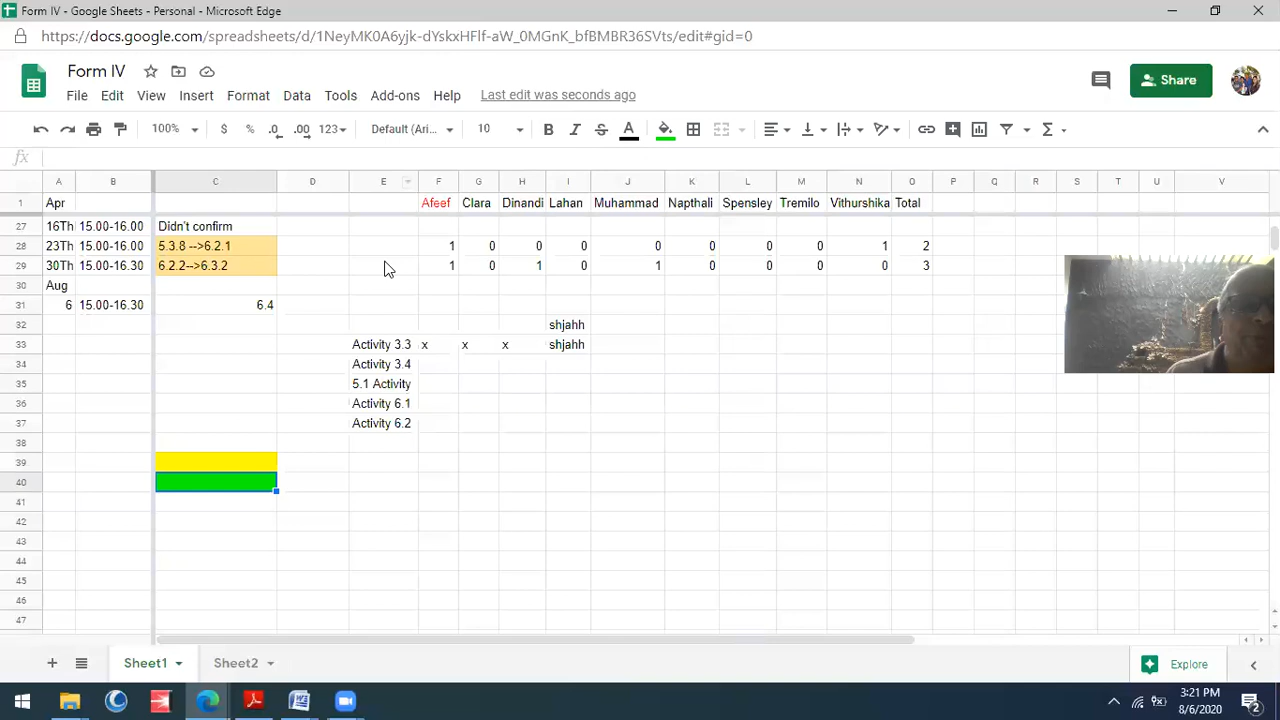 Form IV - Google Sheets - Personal - Microsoft Edge
https://docs.google.com/spreadsheets/d/1NeyMK0A6yjk-dYskxHFlf-aW_0MGnK_bfBMBR36SVts/edit#gid=0
Form IV
File Edit View Insert Format Data Tools Add-ons Help Last edit was seconds ago
Share
100% $ % .0 .00 123 Default (Ari... 10 B I S A
fx
A B C D E F G H I J K L M N O P Q R S T U V
1 Apr Afeef Clara Dinandi Lahan Muhammad Napthali Spensley Tremilo Vithurshika Total
27 16Th 15.00-16.00 Didn't confirm
28 23Th 15.00-16.00 5.3.8 -->6.2.1 1 0 0 0 0 0 0 0 1 2
29 30Th 15.00-16.30 6.2.2-->6.3.2 1 0 1 0 1 0 0 0 0 3
30 Aug
31 6 15.00-16.30 6.4
32 shjahh
33 Activity 3.3 x x x shjahh
34 Activity 3.4
35 5.1 Activity
36 Activity 6.1
37 Activity 6.2
38
39
40
41
42
43
44
45
46
47
Sheet1 Sheet2 Explore
3:21 PM
8/6/2020
2